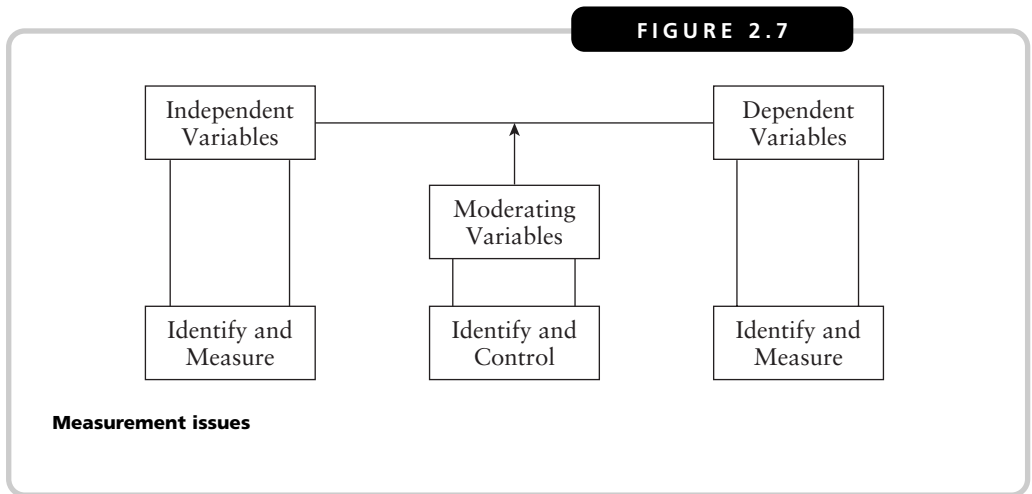 FIGURE 2.7
Independent
Variables
Dependent
Variables
Moderating
Variables
Identify and
Measure
Identify and
Control
Identify and
Measure
Measurement issues